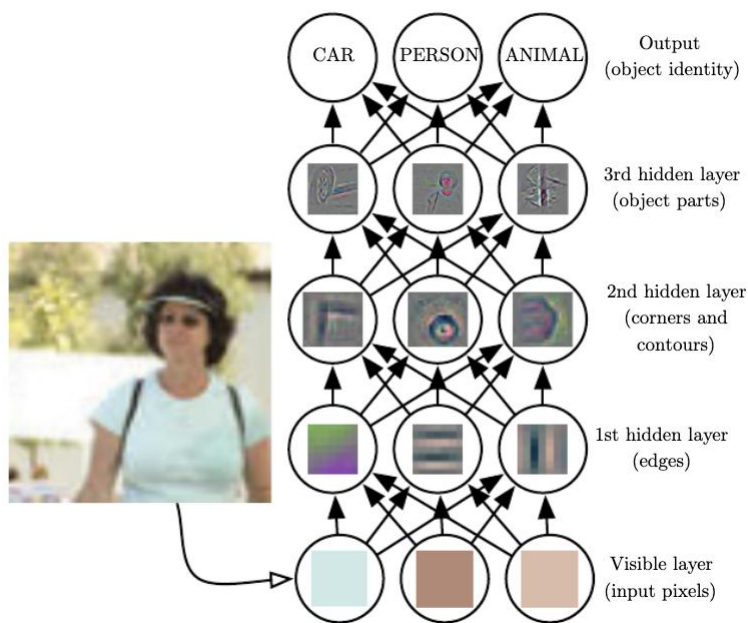 CAR
PERSON
ANIMAL
Output
(object identity)
3rd hidden layer
(object parts)
2nd hidden layer
(corners and
contours)
1st hidden layer
(edges)
Visible layer
(input pixels)